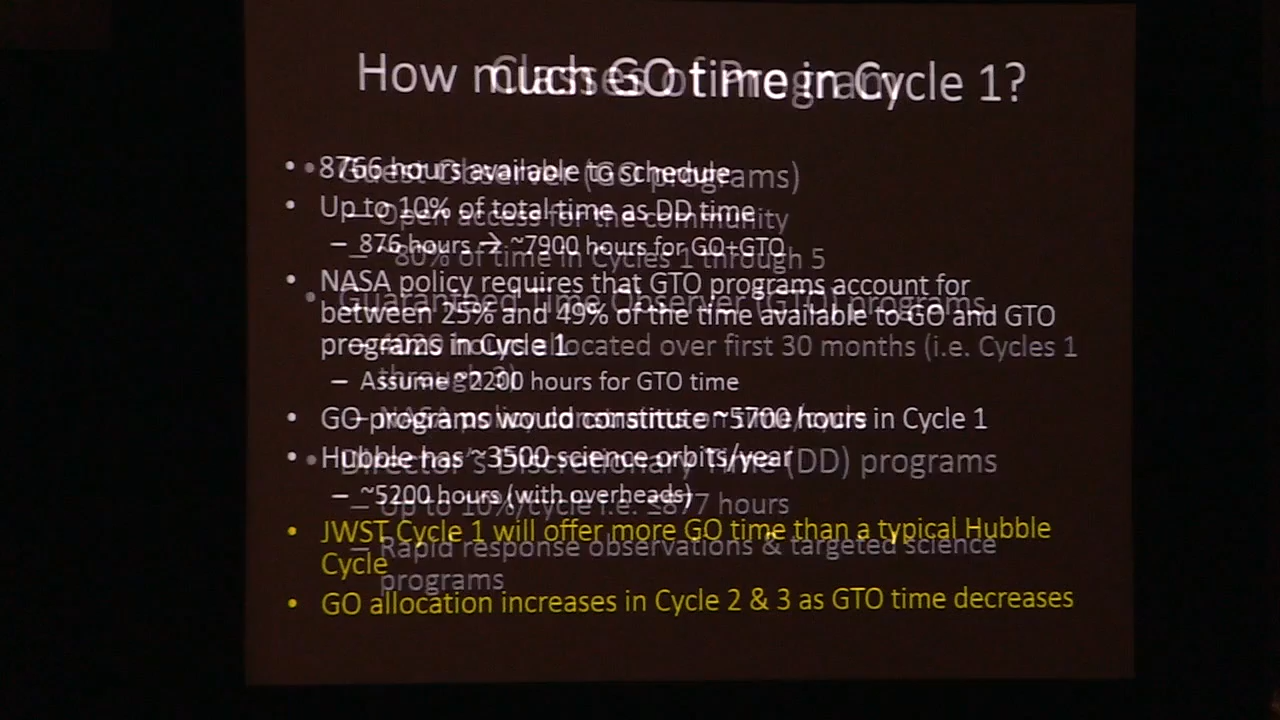 How much GO time in Cycle 1?
• 8766 hours available to schedule
• Up to 10% of total time as DD time
– 876 hours → ~7900 hours for GO+GTO
• NASA policy requires that GTO programs account for
between 25% and 49% of the time available to GO and GTO
programs in Cycle 1
– Assume ~2200 hours for GTO time
• GO programs would constitute ~5700 hours in Cycle 1
• Hubble has ~3500 science orbits/year
– ~5200 hours (with overheads)
• JWST Cycle 1 will offer more GO time than a typical Hubble
Cycle
• GO allocation increases in Cycle 2 & 3 as GTO time decreases
Classes of Program
• Guest Observer (GO programs)
– Open access for the community
– ~80% of time in Cycles 1 through 5
• Guaranteed Time Observer (GTO) programs
allocated over first 30 months (i.e. Cycles 1
through 3)
– NASA policy
• Director's Discretionary Time (DD) programs
– Up to 10%/cycle i.e. ≤877 hours
– Rapid response observations & targeted science
programs